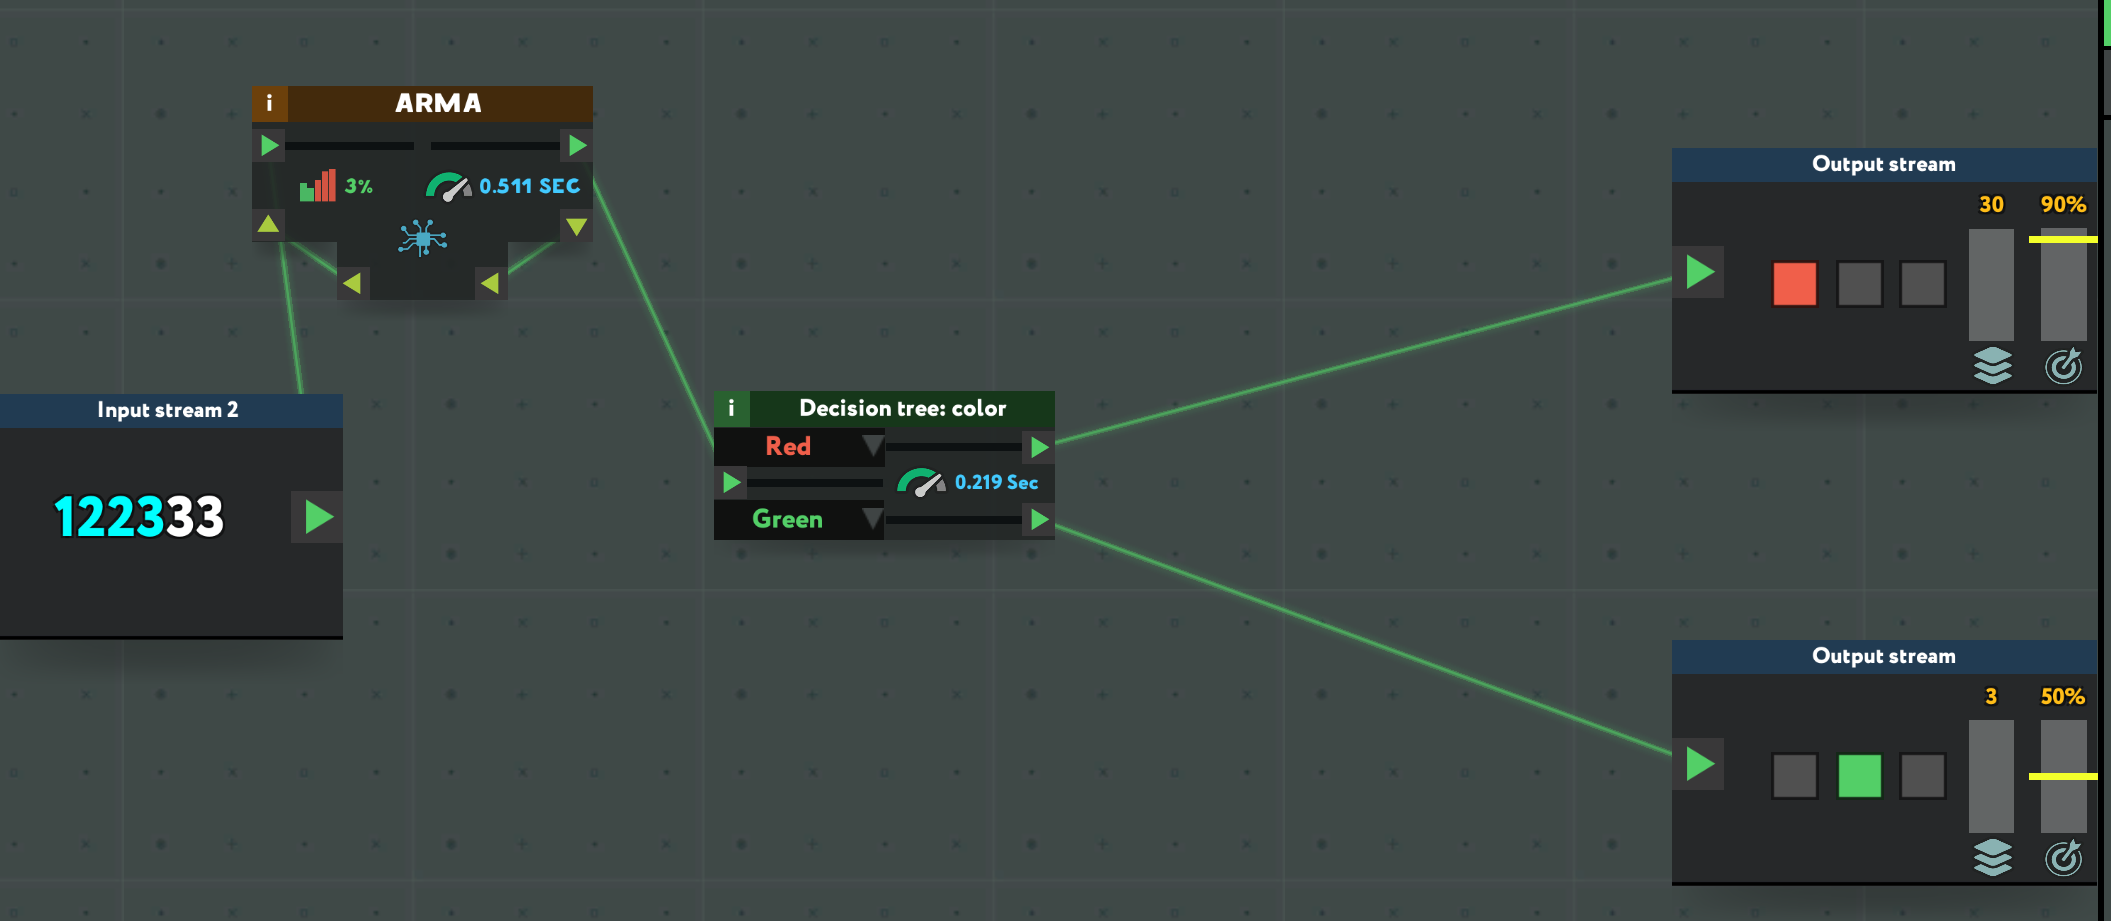 i ARMA
3% 0.511 SEC
Input stream 2
122333
i Decision tree: color
Red
0.219 Sec
Green
Output stream
30 90%
Output stream
3 50%